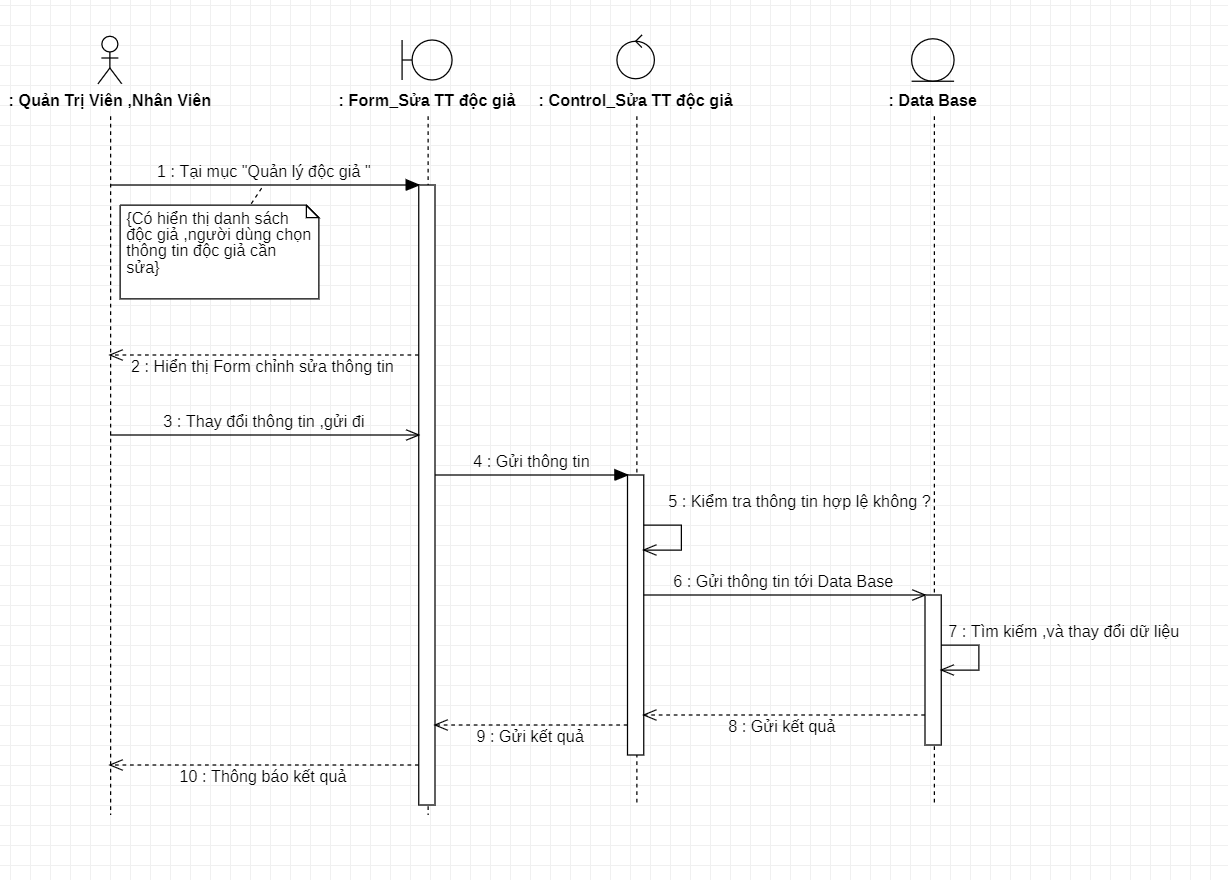 : Quản Trị Viên ,Nhân Viên
: Form_Sửa TT độc giả
: Control_Sửa TT độc giả
: Data Base
1 : Tại mục "Quản lý độc giả "
{Có hiển thị danh sách
độc giả ,người dùng chọn
thông tin độc giả cần
sửa}
2 : Hiển thị Form chỉnh sửa thông tin
3 : Thay đổi thông tin ,gửi đi
4 : Gửi thông tin
5 : Kiểm tra thông tin hợp lệ không ?
6 : Gửi thông tin tới Data Base
7 : Tìm kiếm ,và thay đổi dữ liệu
8 : Gửi kết quả
9 : Gửi kết quả
10 : Thông báo kết quả